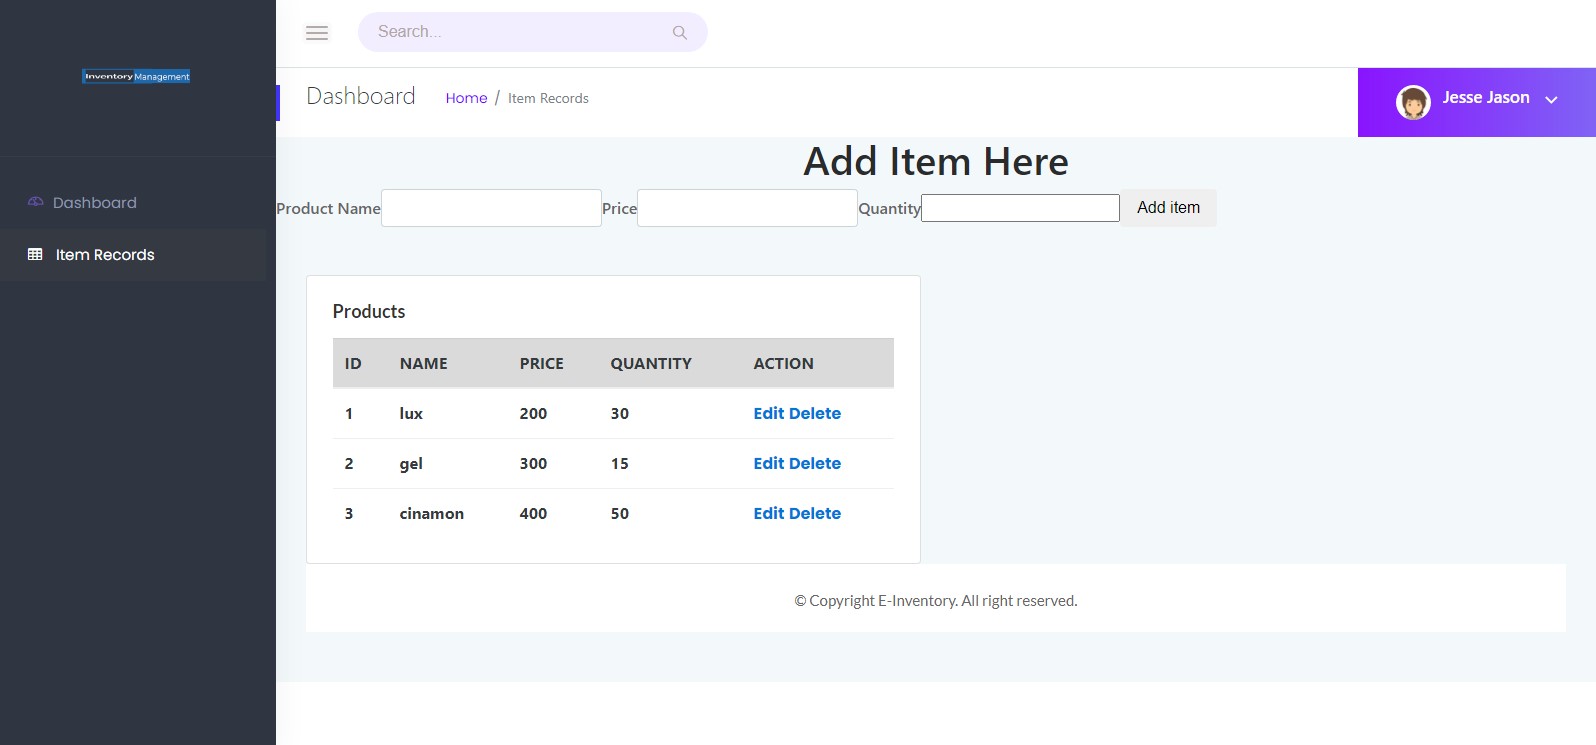 InventoryManagement
Search...
Dashboard Home / Item Records
Jesse Jason
Dashboard
Item Records
Add Item Here
Product Name Price Quantity Add item
Products
ID NAME PRICE QUANTITY ACTION
1 lux 200 30 Edit Delete
2 gel 300 15 Edit Delete
3 cinamon 400 50 Edit Delete
© Copyright E-Inventory. All right reserved.